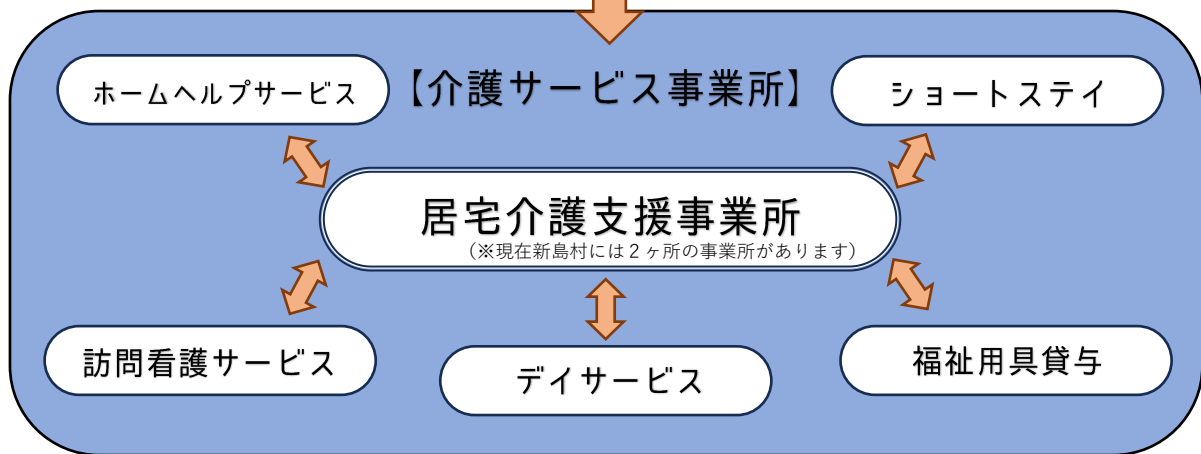 【介護サービス事業所】
ホームヘルプサービス
ショートステイ
居宅介護支援事業所
(※現在新島村には２ヶ所の事業所があります)
訪問看護サービス
デイサービス
福祉用具貸与